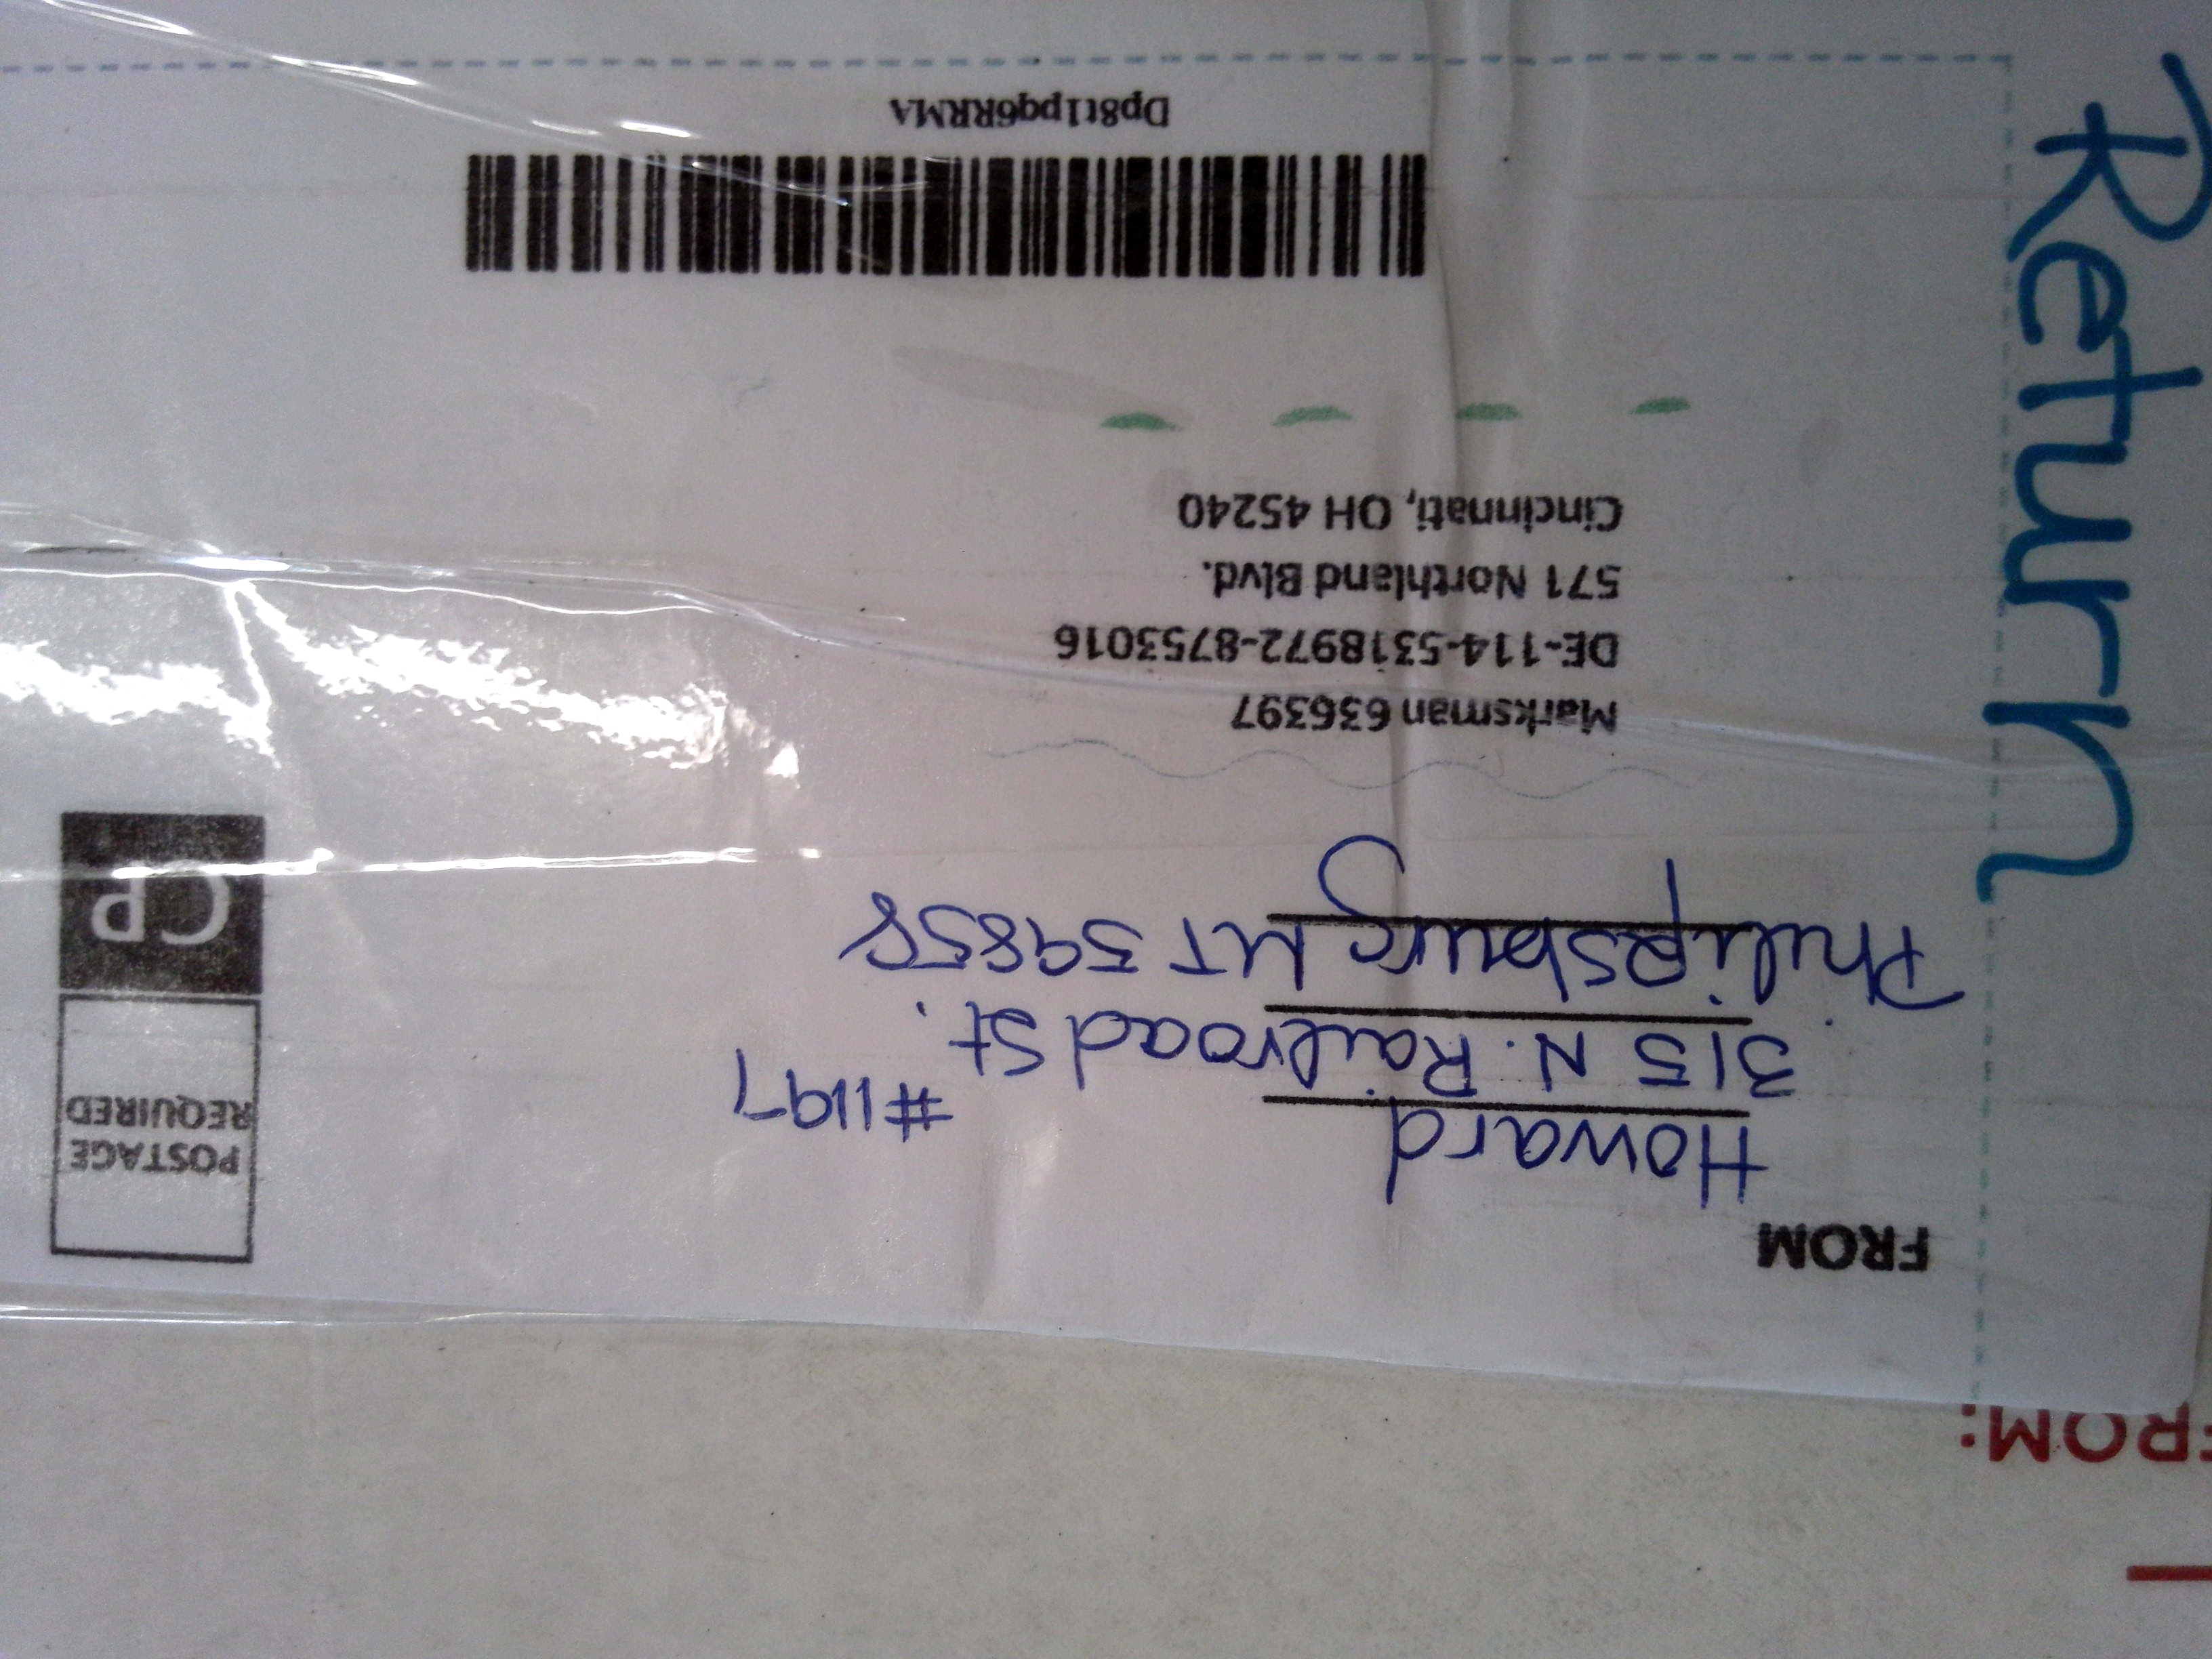 FROM:
FROM
Howard
#1197
315 N. Railroad St.
Philipsburg MT 59858
POSTAGE
REQUIRED
CP
Marksman 636397
DE-114-5318972-8753016
571 Northland Blvd.
Cincinnati, OH 45240
Dp8t1pq6RRMA
Return